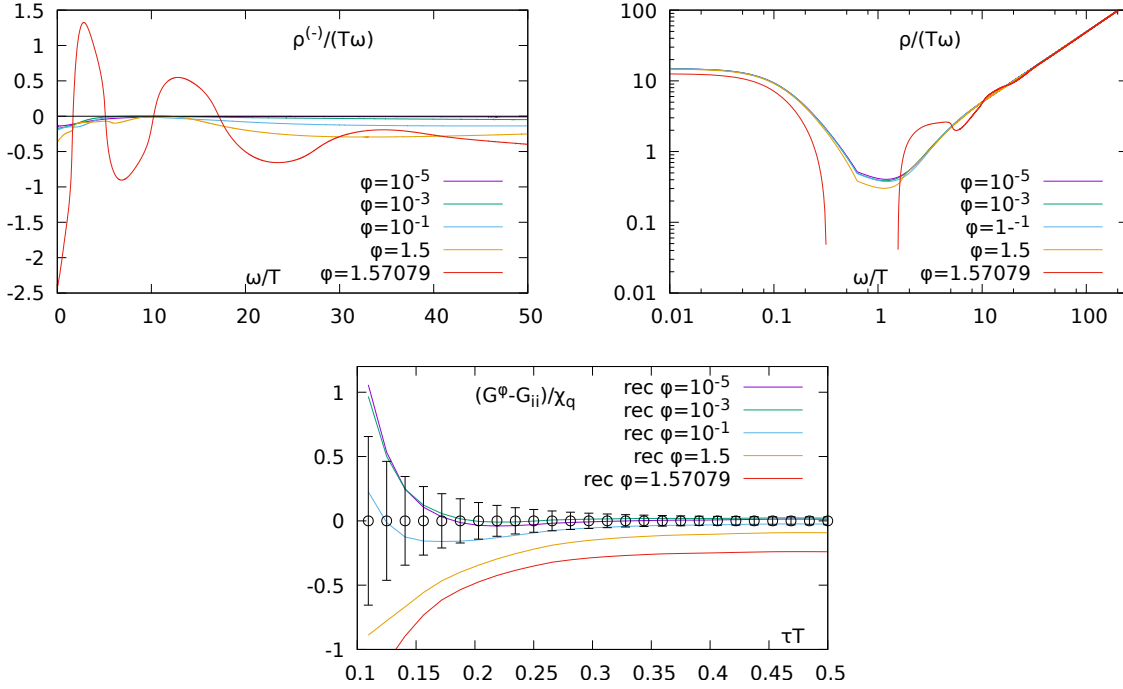 ρ(-)/(Tω)
1.5
1
0.5
0
-0.5
-1
-1.5
-2
-2.5
φ=10-5
φ=10-3
φ=10-1
φ=1.5
φ=1.57079
ω/T
0 10 20 30 40 50
ρ/(Tω)
100
10
1
0.1
0.01
φ=10-5
φ=10-3
φ=1--1
φ=1.5
φ=1.57079
ω/T
0.01 0.1 1 10 100
(Gφ-Gii)/χq
1
0.5
0
-0.5
-1
rec φ=10-5
rec φ=10-3
rec φ=10-1
rec φ=1.5
rec φ=1.57079
τT
0.1 0.15 0.2 0.25 0.3 0.35 0.4 0.45 0.5